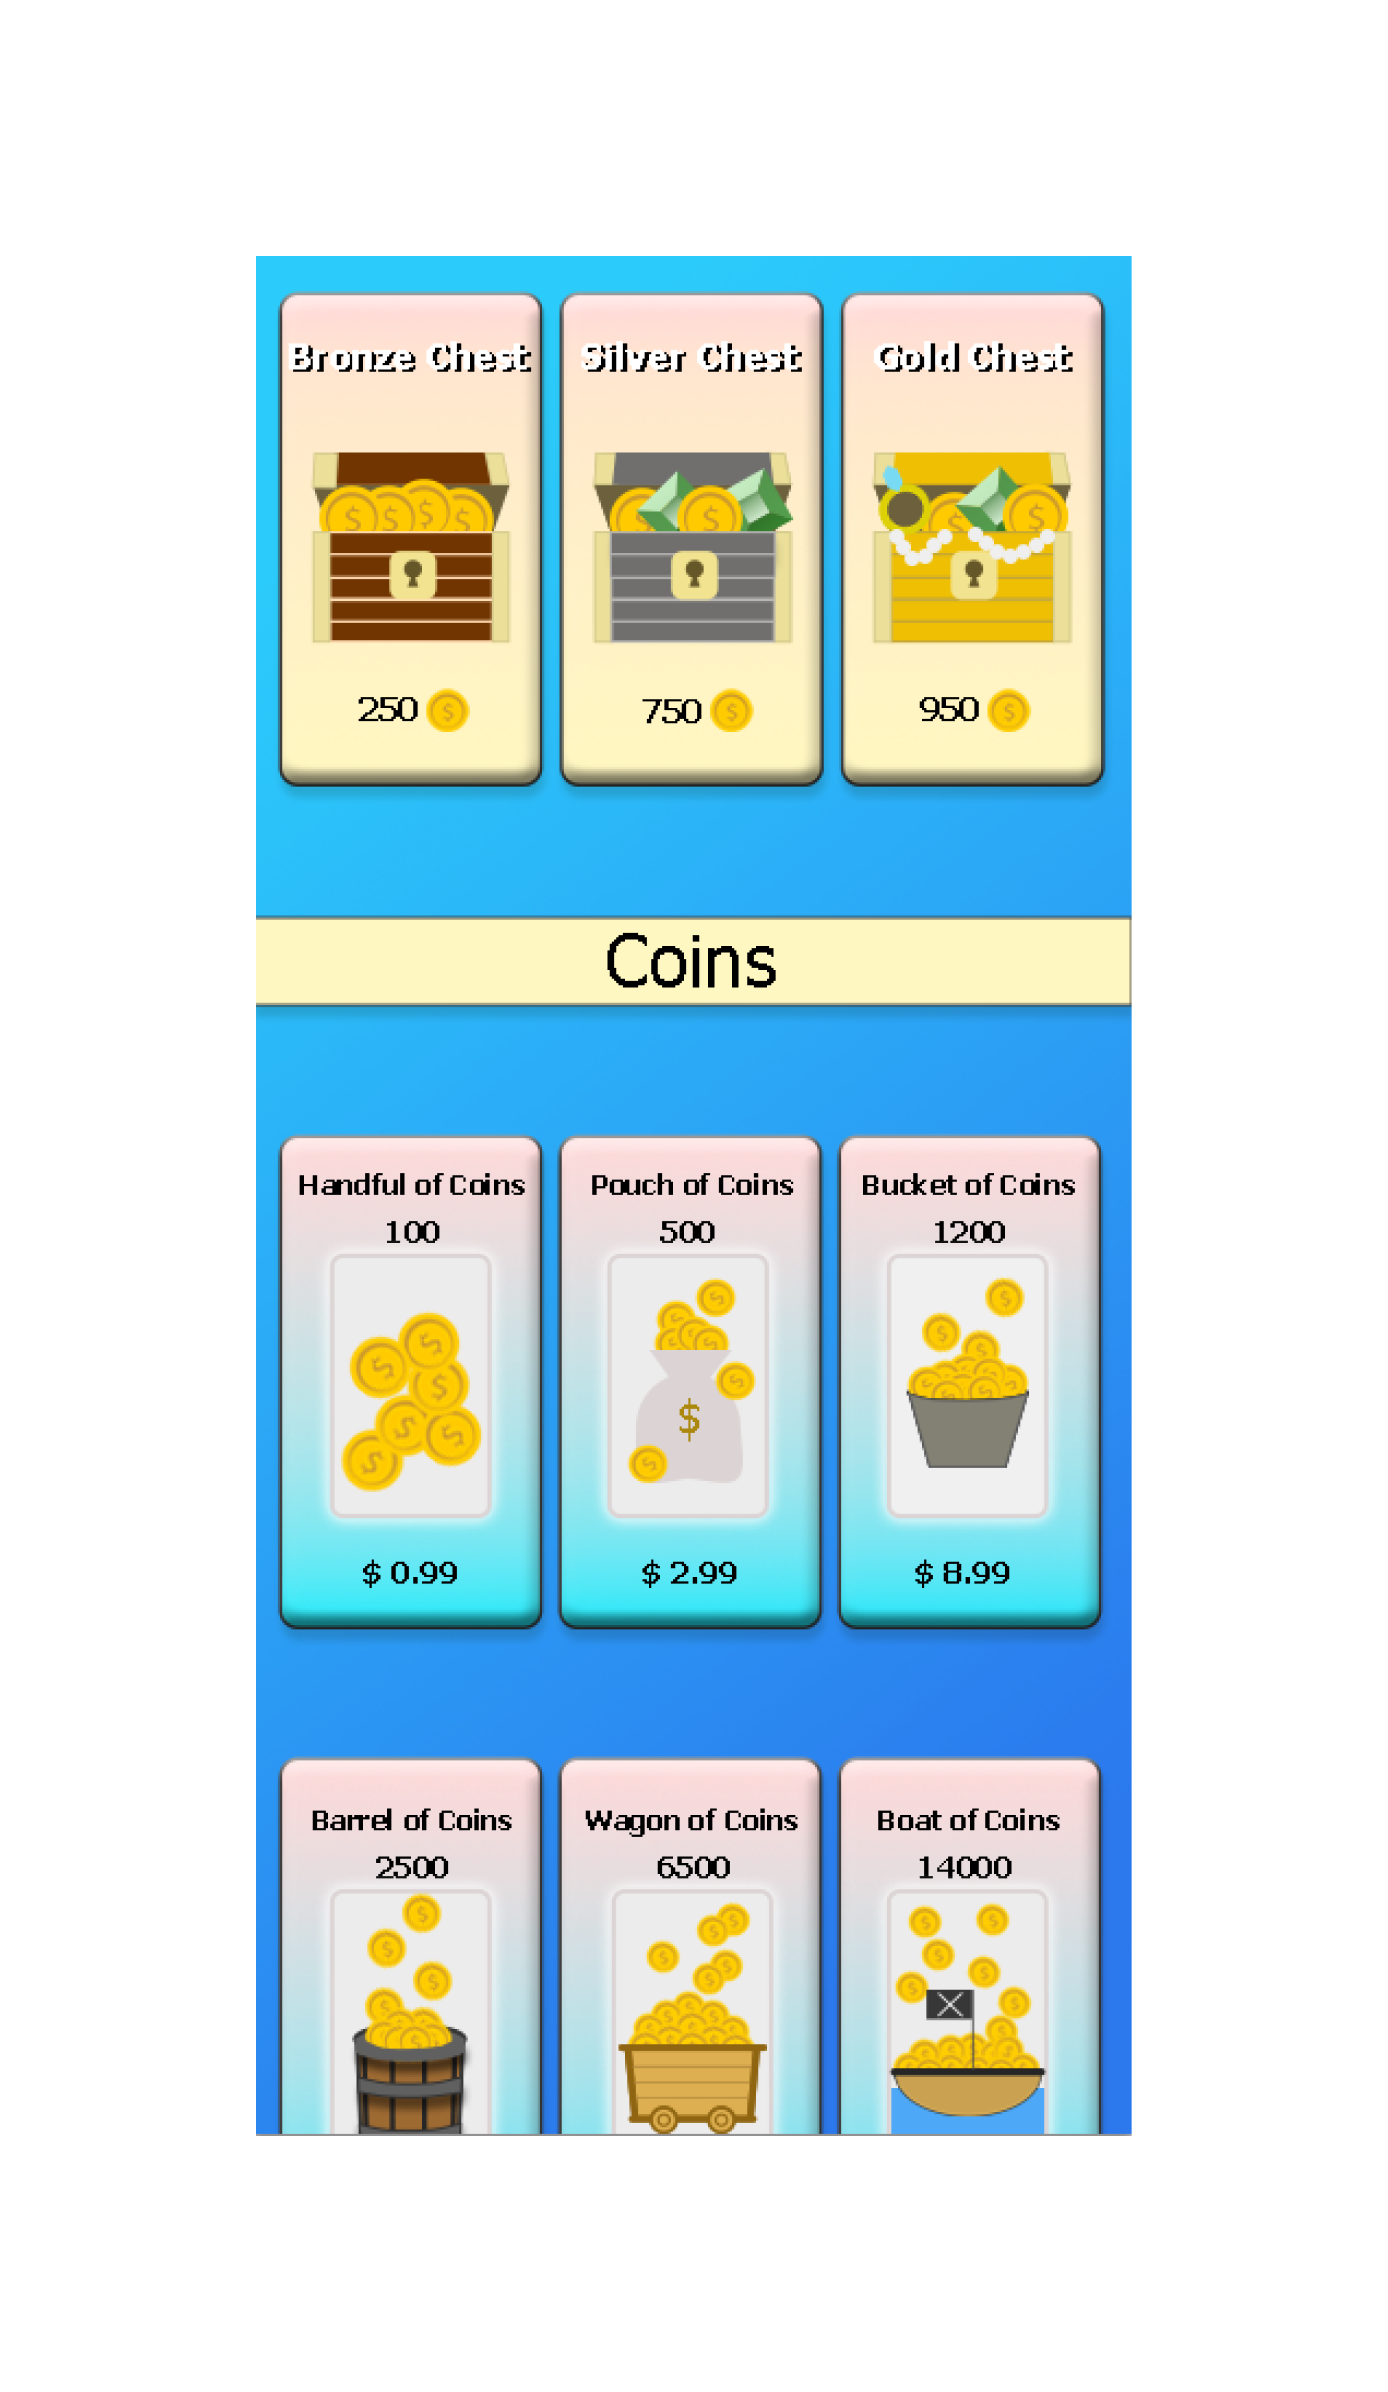 Bronze Chest Silver Chest Gold Chest
250 750 950
Coins
Handful of Coins Pouch of Coins Bucket of Coins
100 500 1200
$
$ 0.99 $ 2.99 $ 8.99
Barrel of Coins Wagon of Coins Boat of Coins
2500 6500 14000